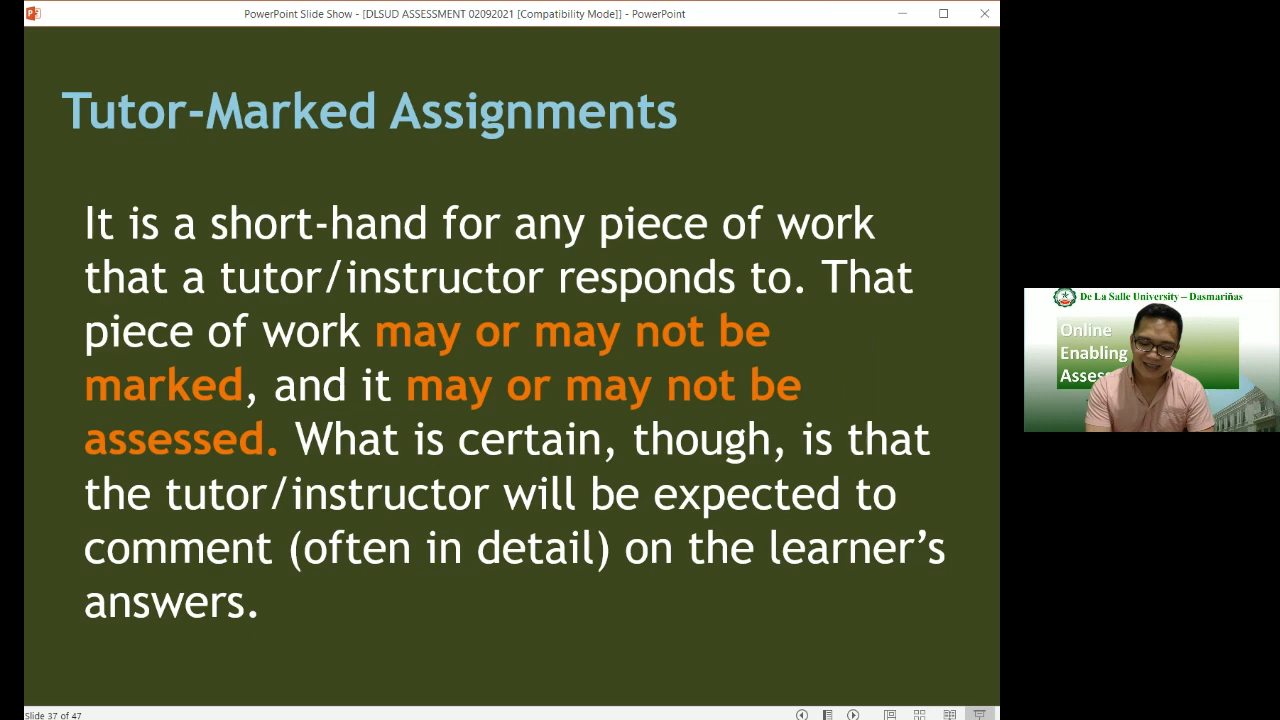 PowerPoint Slide Show - [DLSUD ASSESSMENT 02092021 [Compatibility Mode]] - PowerPoint
Tutor-Marked Assignments
It is a short-hand for any piece of work
that a tutor/instructor responds to. That
piece of work may or may not be
marked, and it may or may not be
assessed. What is certain, though, is that
the tutor/instructor will be expected to
comment (often in detail) on the learner’s
answers.
De La Salle University – Dasmariñas
Online
Enabling
Assess
Slide 37 of 47